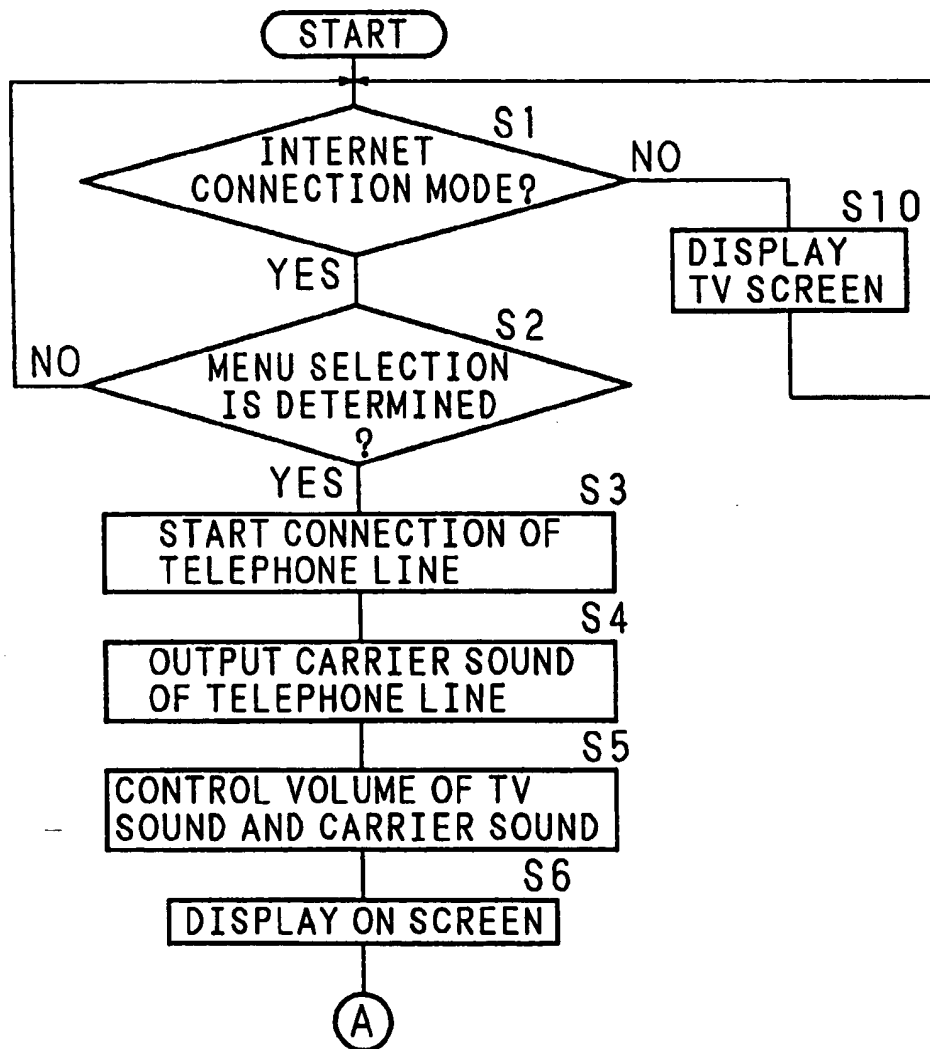 START
S1
INTERNET
CONNECTION MODE?
NO
YES
S10
DISPLAY
TV SCREEN
S2
NO
MENU SELECTION
IS DETERMINED
?
YES
S3
START CONNECTION OF
TELEPHONE LINE
S4
OUTPUT CARRIER SOUND
OF TELEPHONE LINE
S5
CONTROL VOLUME OF TV
SOUND AND CARRIER SOUND
S6
DISPLAY ON SCREEN
A